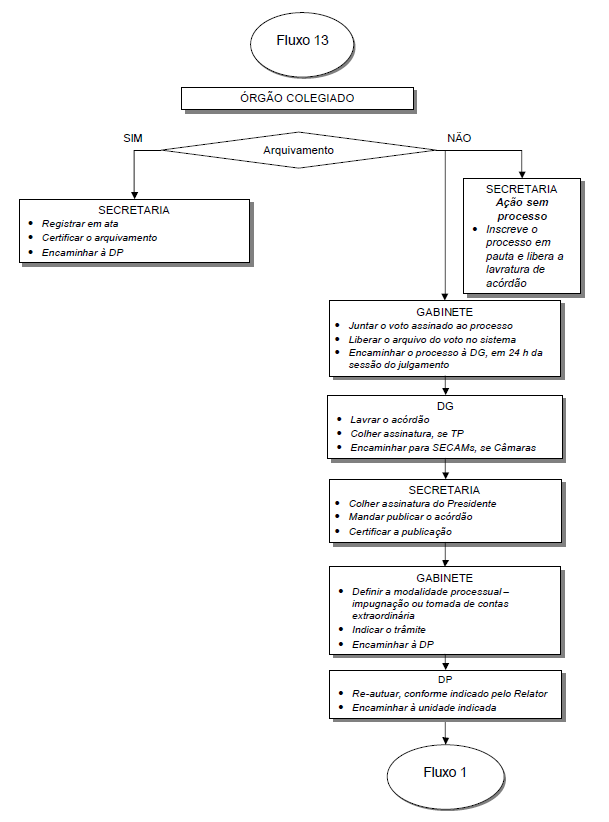 Fluxo 13
ÓRGÃO COLEGIADO
SIM
NÃO
Arquivamento
SECRETARIA
• Registrar em ata
• Certificar o arquivamento
• Encaminhar à DP
SECRETARIA
Ação sem
processo
• Inscreve o
processo em
pauta e libera a
lavratura de
acórdão
GABINETE
• Juntar o voto assinado ao processo
• Liberar o arquivo do voto no sistema
• Encaminhar o processo à DG, em 24 h da
sessão do julgamento
DG
• Lavrar o acórdão
• Colher assinatura, se TP
• Encaminhar para SECAMs, se Câmaras
SECRETARIA
• Colher assinatura do Presidente
• Mandar publicar o acórdão
• Certificar a publicação
GABINETE
• Definir a modalidade processual –
impugnação ou tomada de contas
extraordinária
• Indicar o trâmite
• Encaminhar à DP
DP
• Re-autuar, conforme indicado pelo Relator
• Encaminhar à unidade indicada
Fluxo 1